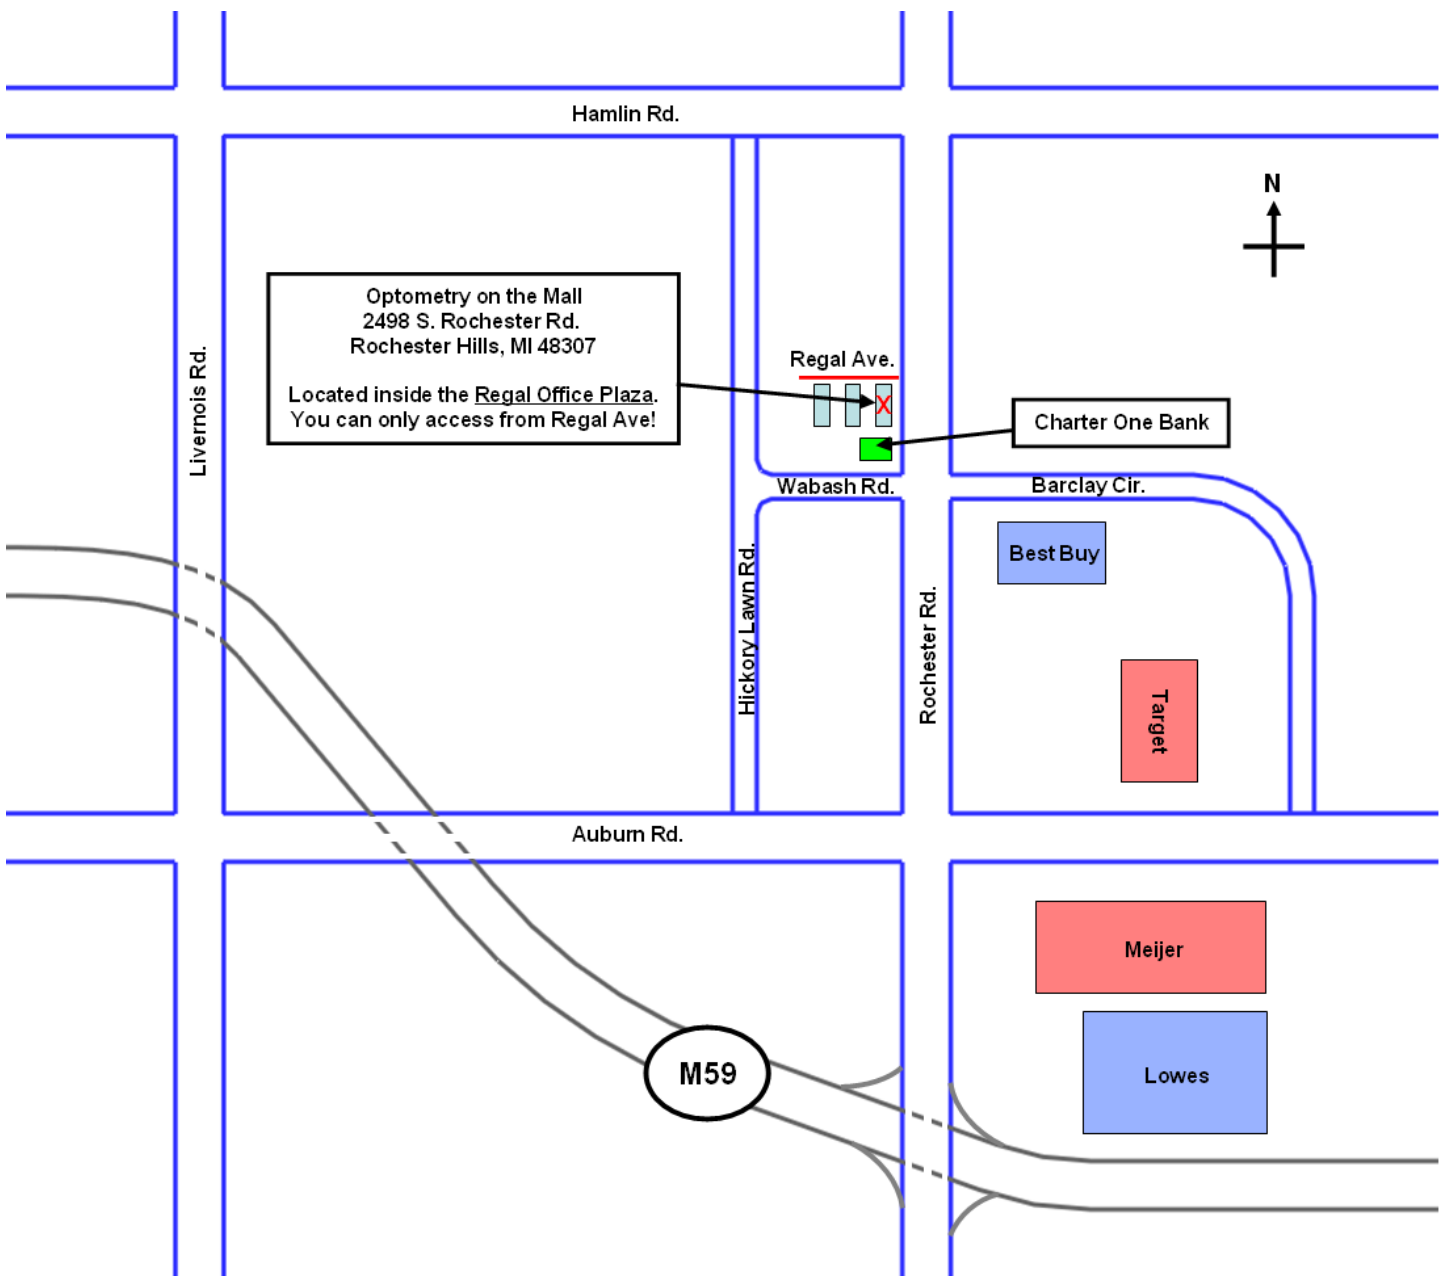 Hamlin Rd.
N
Optometry on the Mall
2498 S. Rochester Rd.
Rochester Hills, MI 48307
Located inside the Regal Office Plaza.
You can only access from Regal Ave!
Regal Ave.
X
Charter One Bank
Livernois Rd.
Wabash Rd.
Barclay Cir.
Best Buy
Hickory Lawn Rd.
Rochester Rd.
Target
Auburn Rd.
Meijer
M59
Lowes